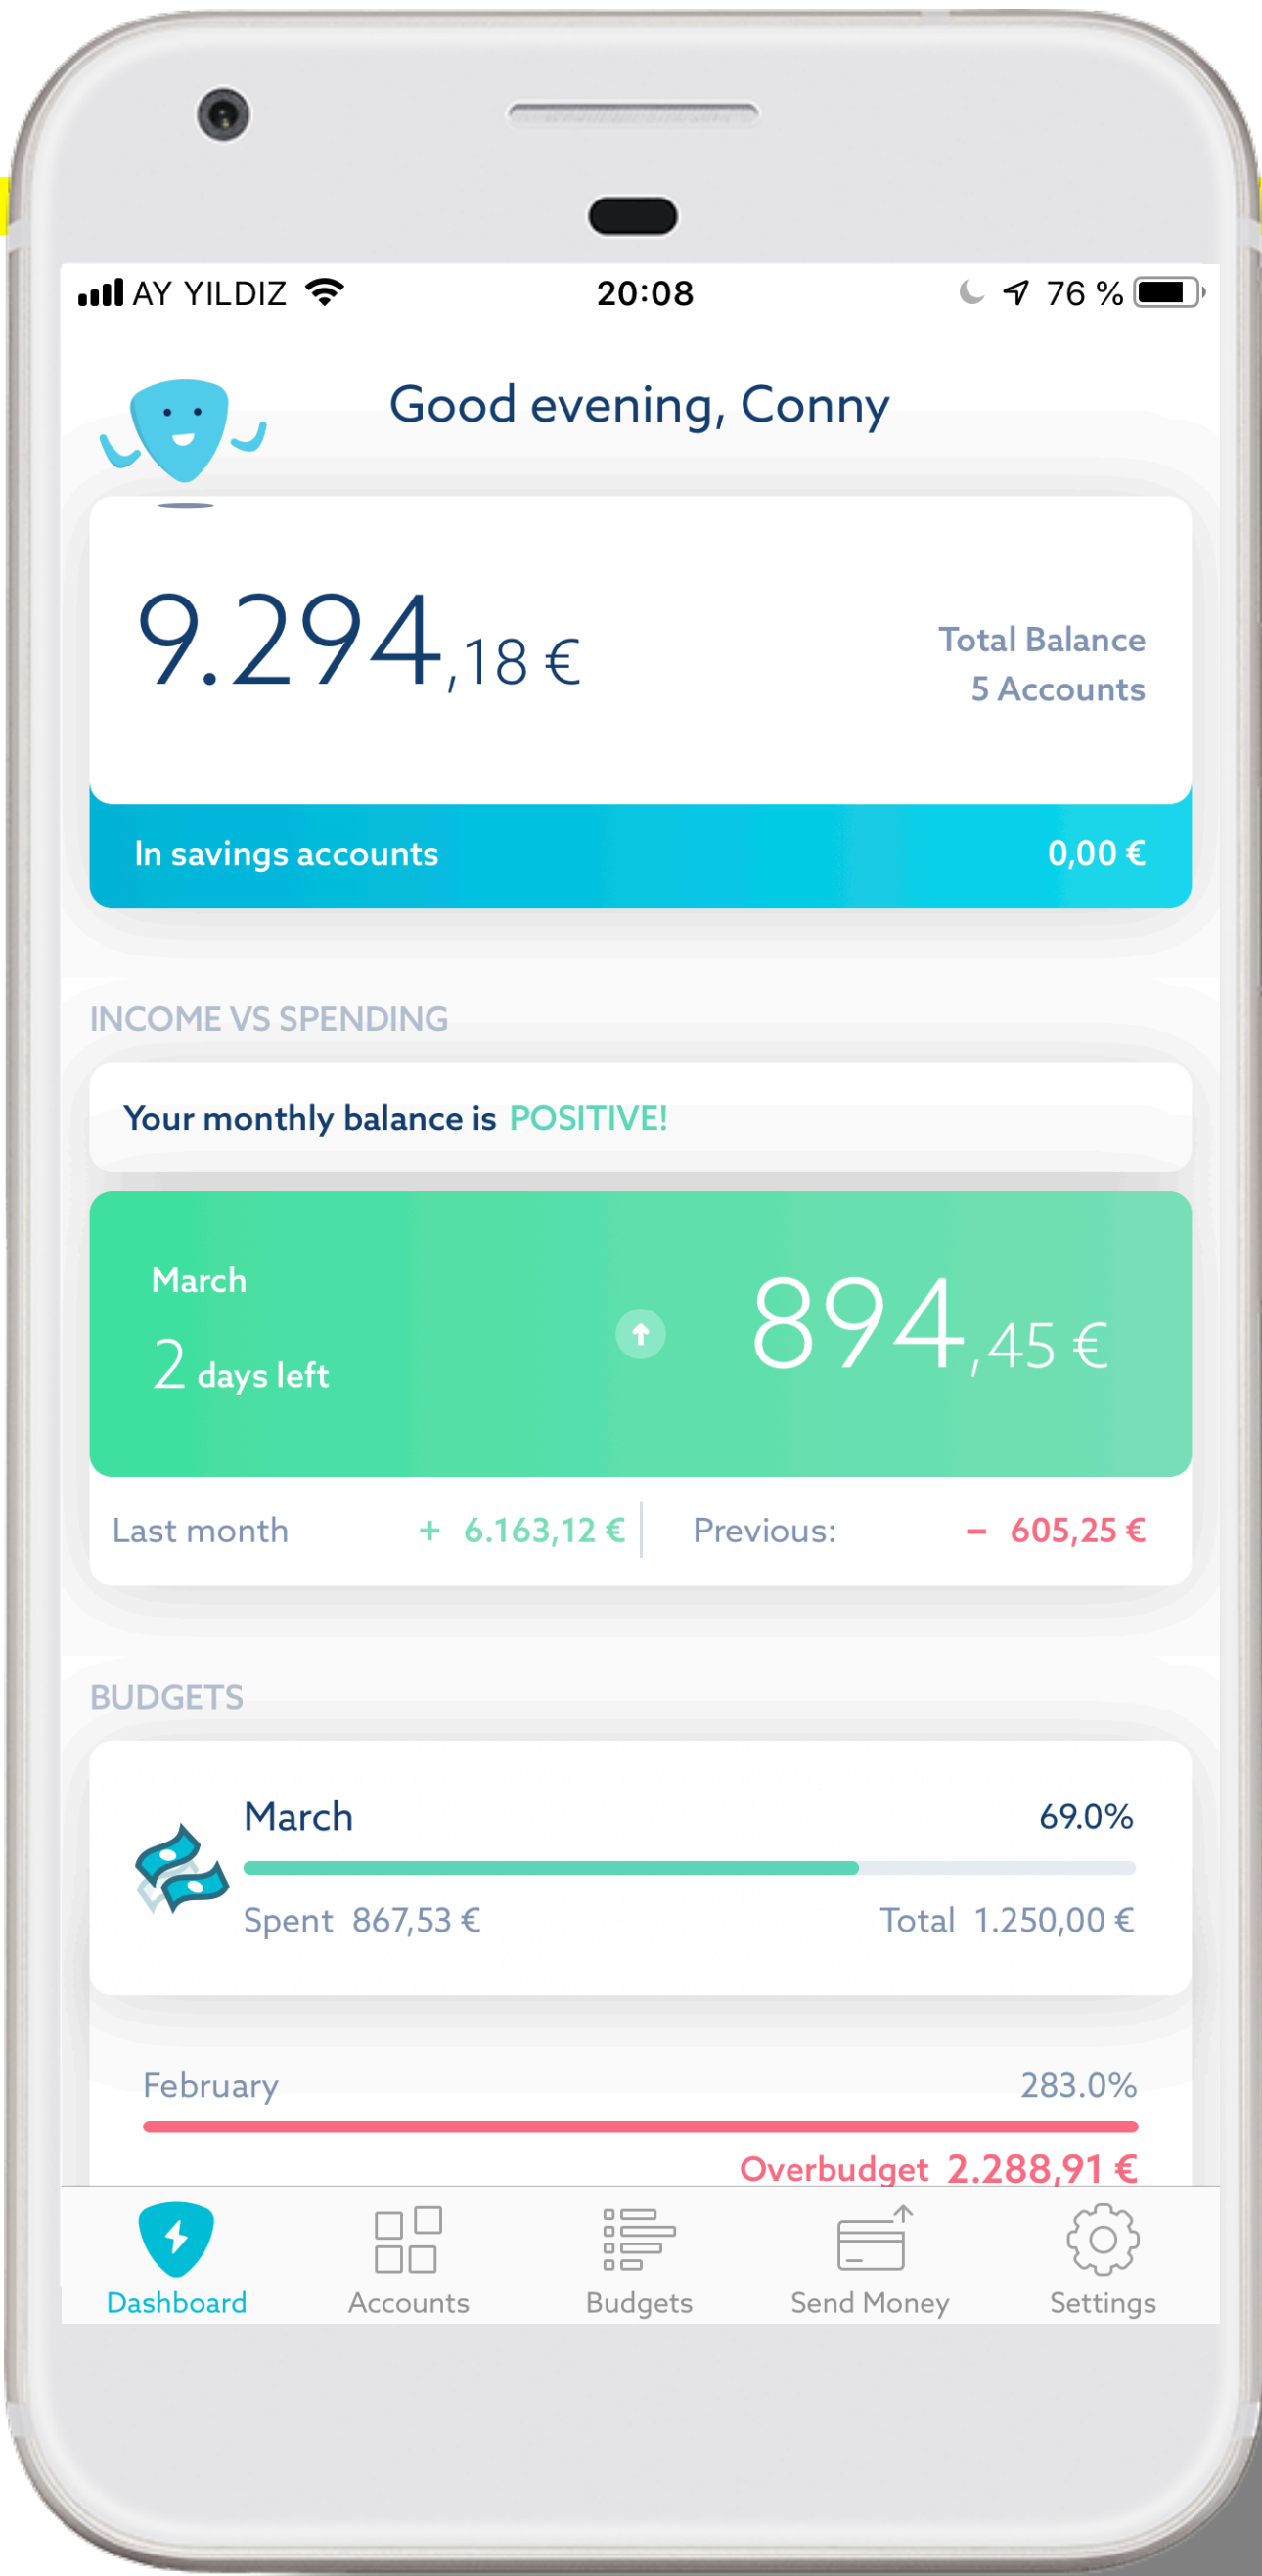 AY YILDIZ 20:08 76 %
Good evening, Conny
9.294,18 € Total Balance
5 Accounts
In savings accounts 0,00 €
INCOME VS SPENDING
Your monthly balance is POSITIVE!
March
2 days left 894,45 €
Last month + 6.163,12 € Previous: − 605,25 €
BUDGETS
March 69.0%
Spent 867,53 € Total 1.250,00 €
February 283.0%
Overbudget 2.288,91 €
Dashboard Accounts Budgets Send Money Settings